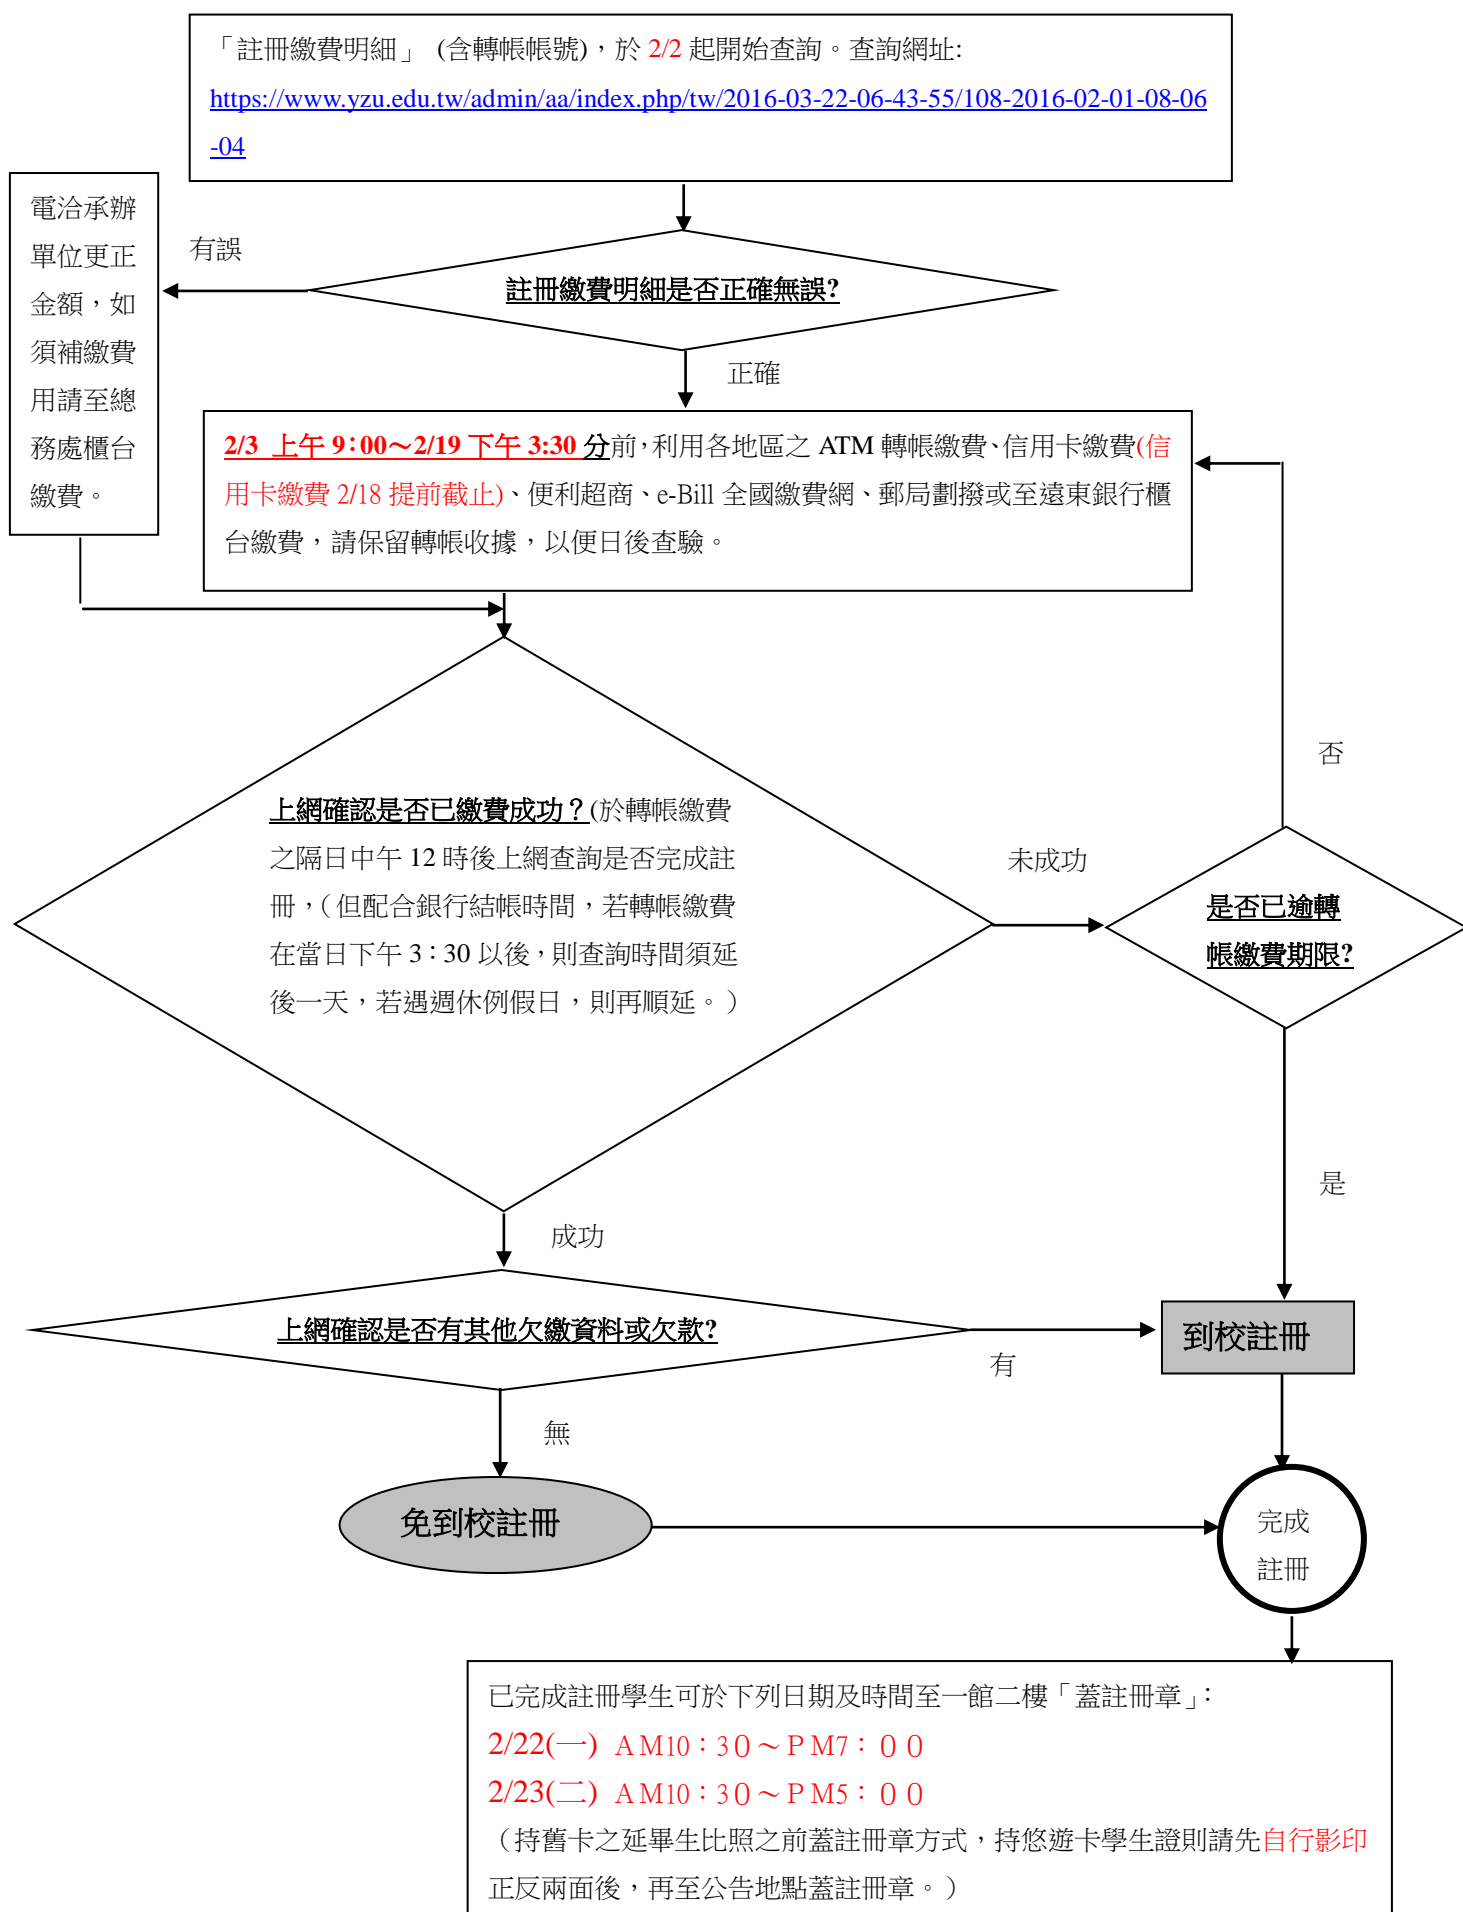 「註冊繳費明細」 (含轉帳帳號)，於 2/2 起開始查詢。查詢網址:
https://www.yzu.edu.tw/admin/aa/index.php/tw/2016-03-22-06-43-55/108-2016-02-01-08-06
-04
電洽承辦
單位更正
金額，如
須補繳費
用請至總
務處櫃台
繳費。
有誤
註冊繳費明細是否正確無誤?
正確
2/3 上午 9：00～2/19 下午 3:30 分前，利用各地區之 ATM 轉帳繳費、信用卡繳費(信
用卡繳費 2/18 提前截止)、便利超商、e-Bill 全國繳費網、郵局劃撥或至遠東銀行櫃
台繳費，請保留轉帳收據，以便日後查驗。
否
上網確認是否已繳費成功？(於轉帳繳費
之隔日中午 12 時後上網查詢是否完成註
冊，（但配合銀行結帳時間，若轉帳繳費
在當日下午 3：30 以後，則查詢時間須延
後一天，若遇週休例假日，則再順延。）
未成功
是否已逾轉
帳繳費期限?
是
成功
上網確認是否有其他欠繳資料或欠款?
有
到校註冊
無
免到校註冊
完成
註冊
已完成註冊學生可於下列日期及時間至一館二樓「蓋註冊章」：
2/22(一) ＡM10：3０～ＰM7：００
2/23(二) ＡM10：3０～ＰM5：００
（持舊卡之延畢生比照之前蓋註冊章方式，持悠遊卡學生證則請先自行影印
正反兩面後，再至公告地點蓋註冊章。）